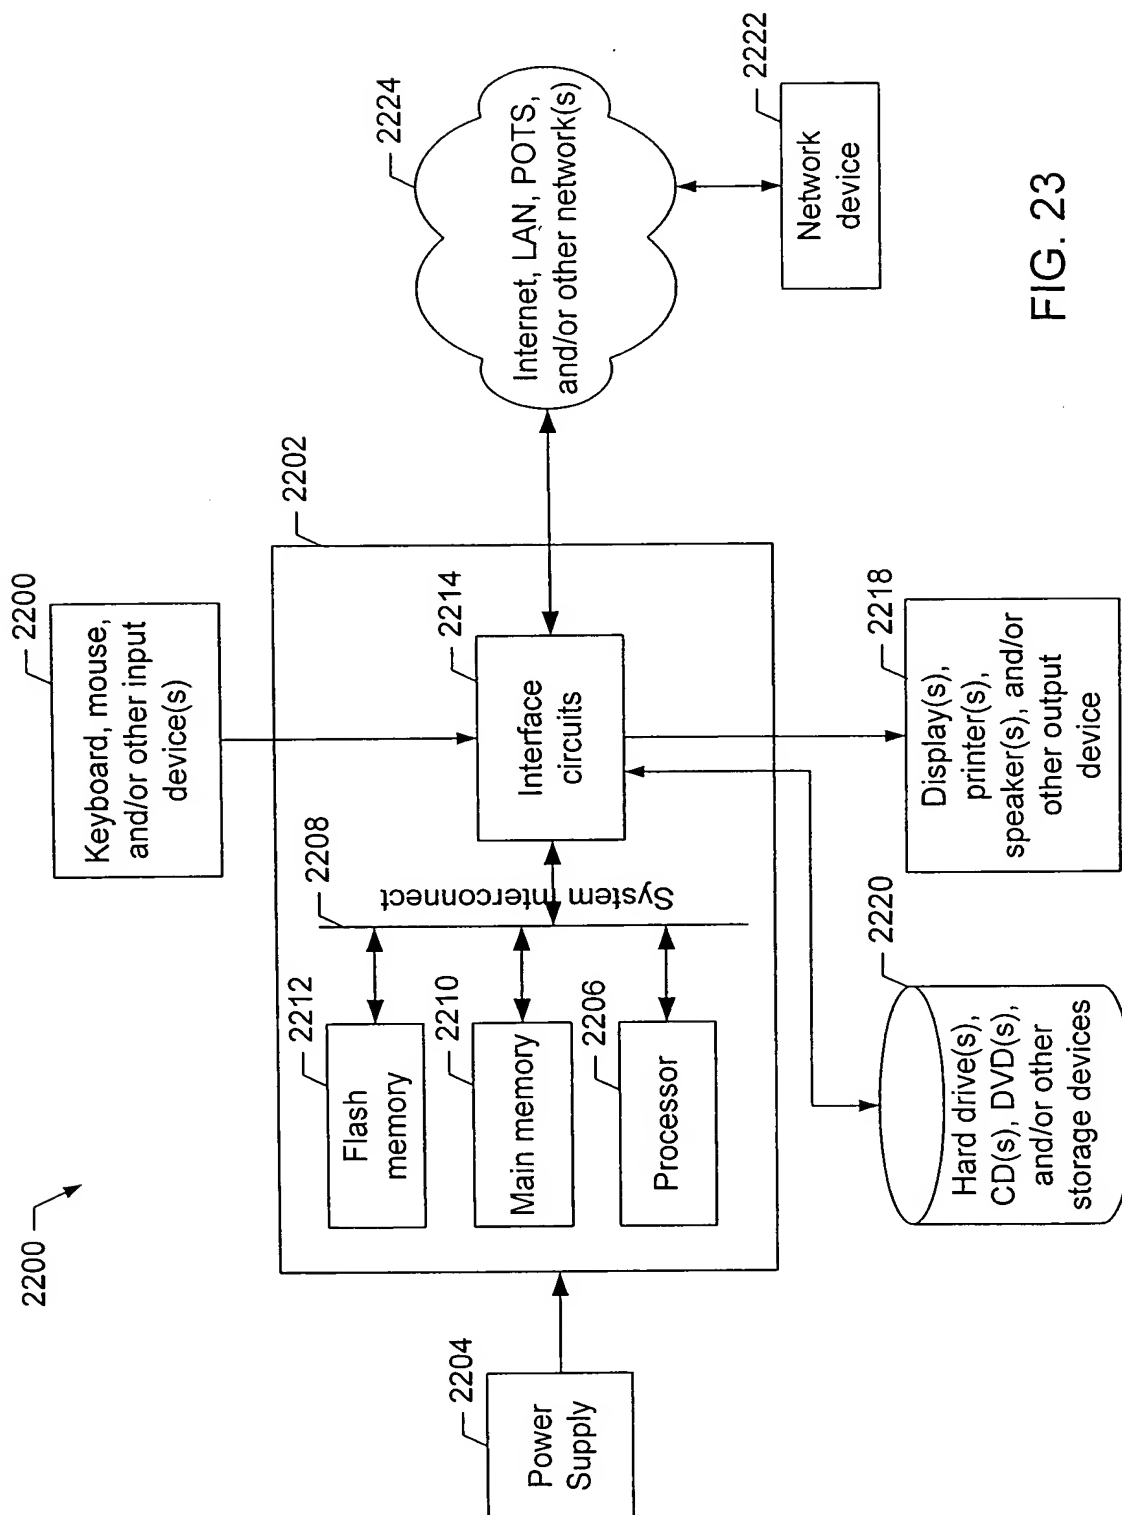 2200
2200
Keyboard, mouse,
and/or other input
device(s)
2202
2224
Internet, LAN, POTS,
and/or other network(s)
2222
Network
device
2204
Power
Supply
2212
Flash
memory
2210
Main memory
2206
Processor
2208
System Interconnect
2214
Interface
circuits
2220
Hard drive(s),
CD(s), DVD(s),
and/or other
storage devices
2218
Display(s),
printer(s),
speaker(s), and/or
other output
device
FIG. 23